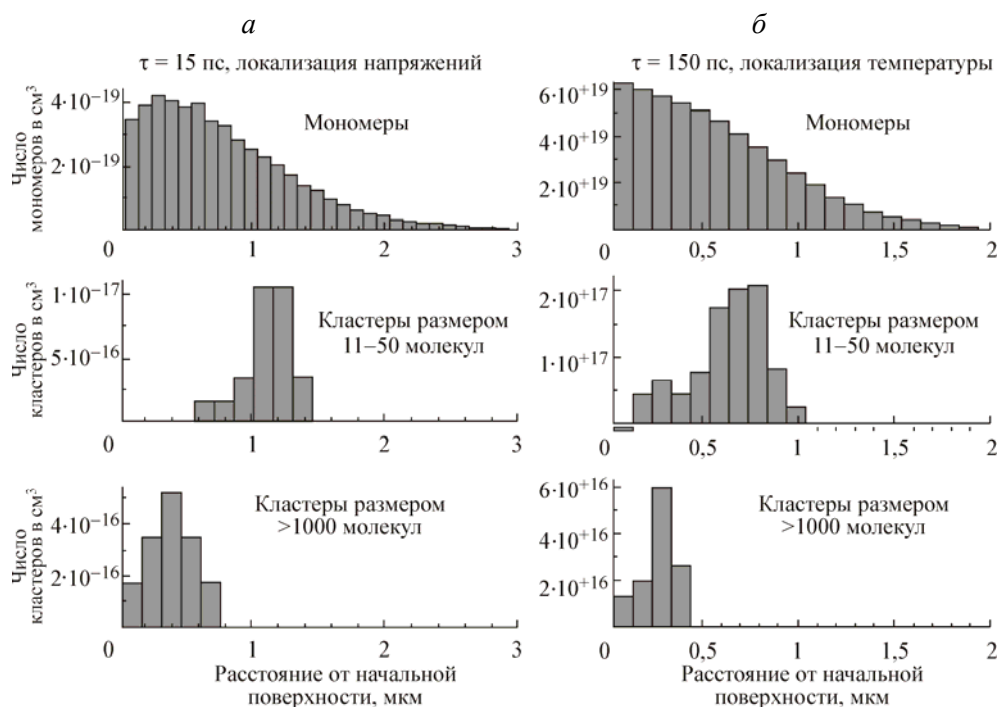 а
τ = 15 пс, локализация напряжений
Число
мономеров в см³
4·10⁻¹⁹
2·10⁻¹⁹
Мономеры
0 1 2 3
Число
кластеров в см³
1·10⁻¹⁷
5·10⁻¹⁶
Кластеры размером
11–50 молекул
0 1 2 3
Число
кластеров в см³
4·10⁻¹⁶
2·10⁻¹⁶
Кластеры размером
>1000 молекул
0 1 2 3
Расстояние от начальной
поверхности, мкм
б
τ = 150 пс, локализация температуры
6·10⁺¹⁹
4·10⁺¹⁹
2·10⁺¹⁹
Мономеры
0 0,5 1 1,5 2
2·10⁺¹⁷
1·10⁺¹⁷
Кластеры размером
11–50 молекул
0 0,5 1 1,5 2
6·10⁺¹⁶
4·10⁺¹⁶
2·10⁺¹⁶
Кластеры размером
>1000 молекул
0 0,5 1 1,5 2
Расстояние от начальной
поверхности, мкм